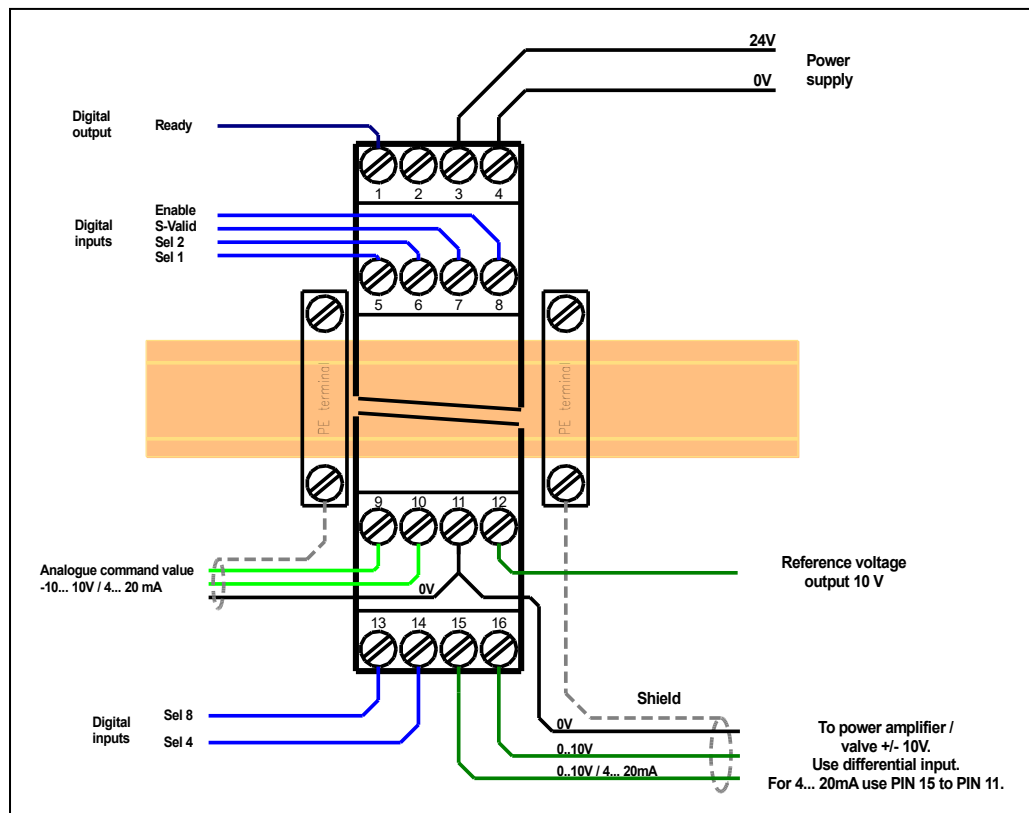 24V
Power
supply
0V
Digital
output
Ready
1 2 3 4
Enable
Digital
inputs
S-Valid
Sel 2
Sel 1
5 6 7 8
PE terminal
PE terminal
9 10 11 12
Analogue command value
-10... 10V / 4... 20 mA
0V
Reference voltage
output 10 V
13 14 15 16
Digital
inputs
Sel 8
Sel 4
Shield
0V
0..10V
0..10V / 4... 20mA
To power amplifier /
valve +/- 10V.
Use differential input.
For 4... 20mA use PIN 15 to PIN 11.